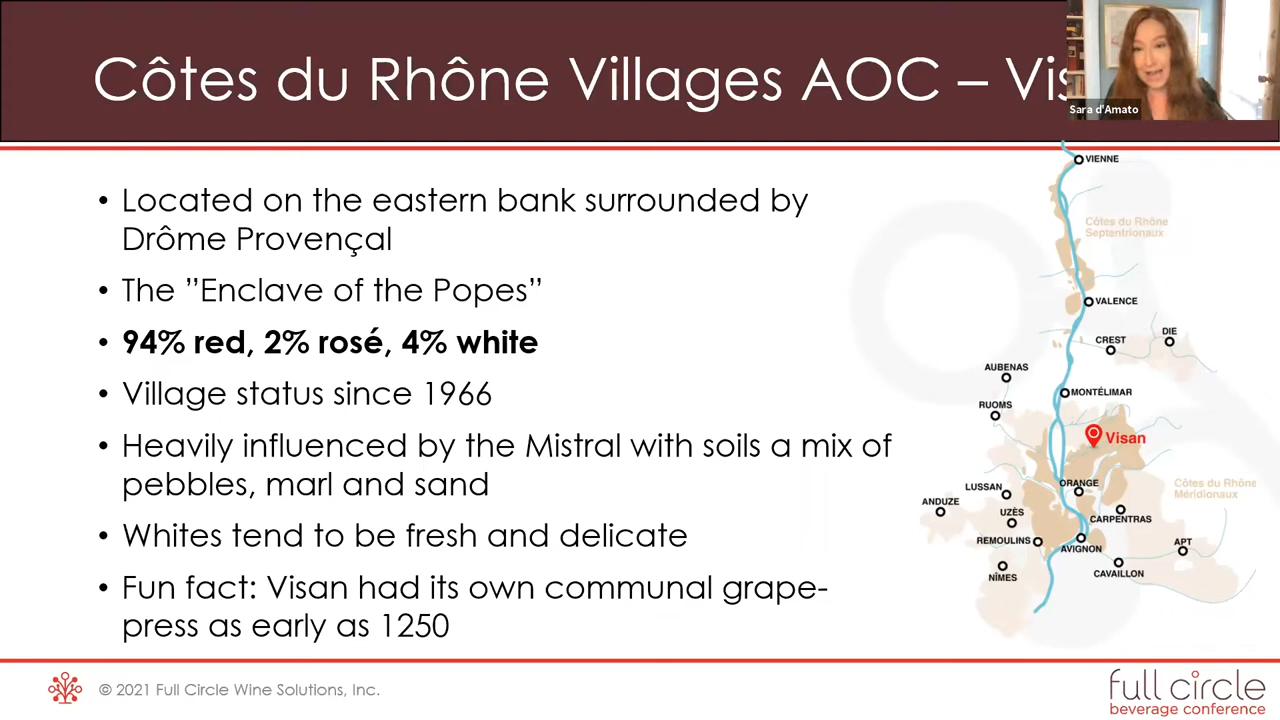 Côtes du Rhône Villages AOC – Vis
Sara d'Amato
• Located on the eastern bank surrounded by
Drôme Provençal
• The ”Enclave of the Popes”
• 94% red, 2% rosé, 4% white
• Village status since 1966
• Heavily influenced by the Mistral with soils a mix of
pebbles, marl and sand
• Whites tend to be fresh and delicate
• Fun fact: Visan had its own communal grape-
press as early as 1250
VIENNE
Côtes du Rhône
Septentrionaux
VALENCE
CREST
DIE
AUBENAS
MONTÉLIMAR
RUOMS
Visan
ORANGE
LUSSAN
Côtes du Rhône
Méridionaux
ANDUZE
UZÈS
CARPENTRAS
REMOULINS
AVIGNON
APT
NÎMES
CAVAILLON
© 2021 Full Circle Wine Solutions, Inc.
full circle
beverage conference